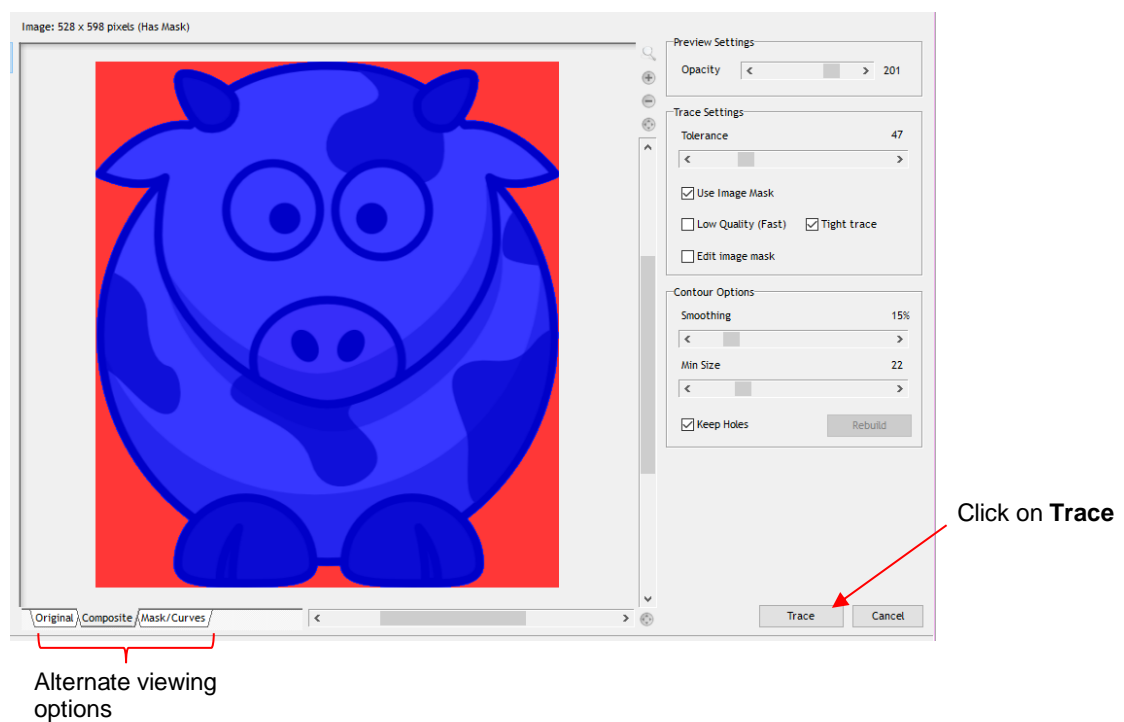 Image: 528 x 598 pixels (Has Mask)
Preview Settings
Opacity 201
Trace Settings
Tolerance 47
Use Image Mask
Low Quality (Fast) Tight trace
Edit image mask
Contour Options
Smoothing 15%
Min Size 22
Keep Holes Rebuild
Click on Trace
Original Composite Mask/Curves
Trace Cancel
Alternate viewing
options